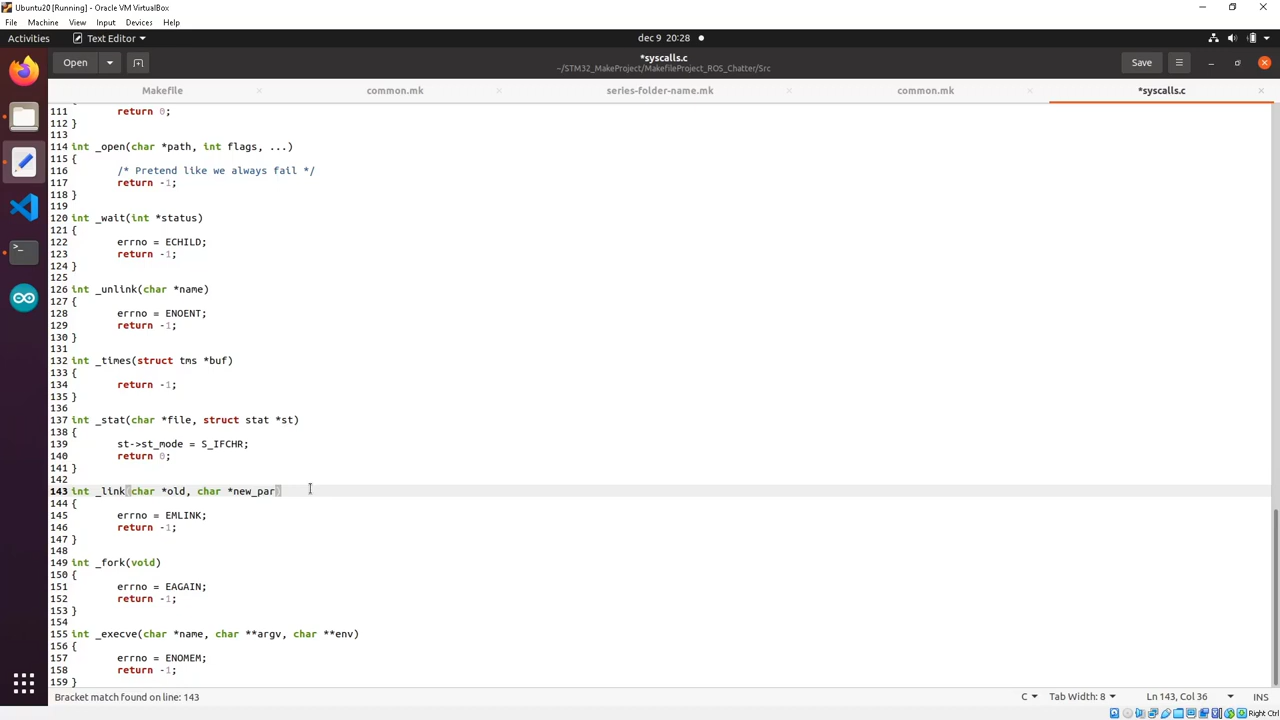 Ubuntu20 [Running] - Oracle VM VirtualBox
File Machine View Input Devices Help
Activities Text Editor dec 9 20:28
Open *syscalls.c Save
~/STM32_MakeProject/MakefileProject_ROS_Chatter/Src
Makefile common.mk series-folder-name.mk common.mk *syscalls.c
111 return 0;
112 }
113
114 int _open(char *path, int flags, ...)
115 {
116 /* Pretend like we always fail */
117 return -1;
118 }
119
120 int _wait(int *status)
121 {
122 errno = ECHILD;
123 return -1;
124 }
125
126 int _unlink(char *name)
127 {
128 errno = ENOENT;
129 return -1;
130 }
131
132 int _times(struct tms *buf)
133 {
134 return -1;
135 }
136
137 int _stat(char *file, struct stat *st)
138 {
139 st->st_mode = S_IFCHR;
140 return 0;
141 }
142
143 int _link(char *old, char *new_par)
144 {
145 errno = EMLINK;
146 return -1;
147 }
148
149 int _fork(void)
150 {
151 errno = EAGAIN;
152 return -1;
153 }
154
155 int _execve(char *name, char **argv, char **env)
156 {
157 errno = ENOMEM;
158 return -1;
159 }
Bracket match found on line: 143 C Tab Width: 8 Ln 143, Col 36 INS
Right Ctrl